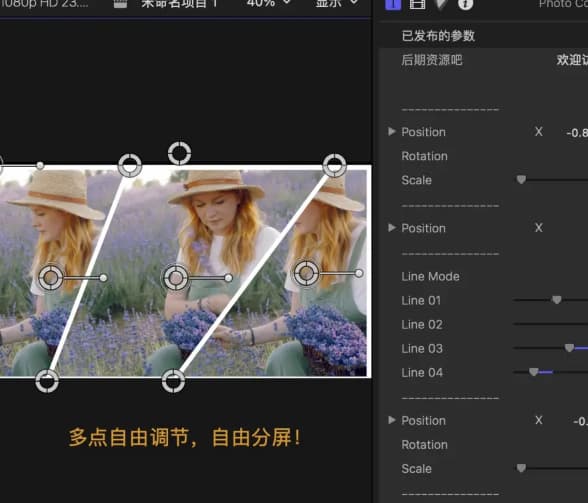 1080p HD 23... 未命名项目 1 40% 显示
Photo Co
已发布的参数
后期资源吧 欢迎访
---------------
Position X -0.8
Rotation
Scale
---------------
Position X
---------------
Line Mode
Line 01
Line 02
Line 03
Line 04
---------------
Position X -0.
Rotation
Scale
---------------
多点自由调节，自由分屏！